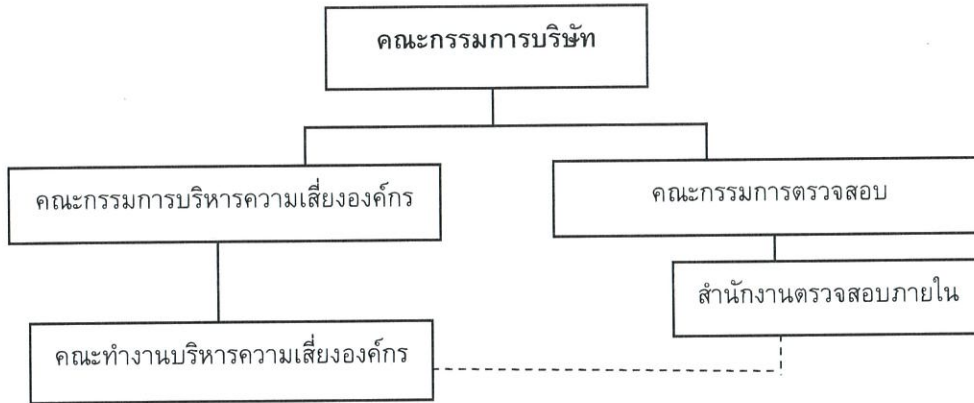 คณะกรรมการบริษัท
คณะกรรมการบริหารความเสี่ยงองค์กร
คณะกรรมการตรวจสอบ
สำนักงานตรวจสอบภายใน
คณะทำงานบริหารความเสี่ยงองค์กร